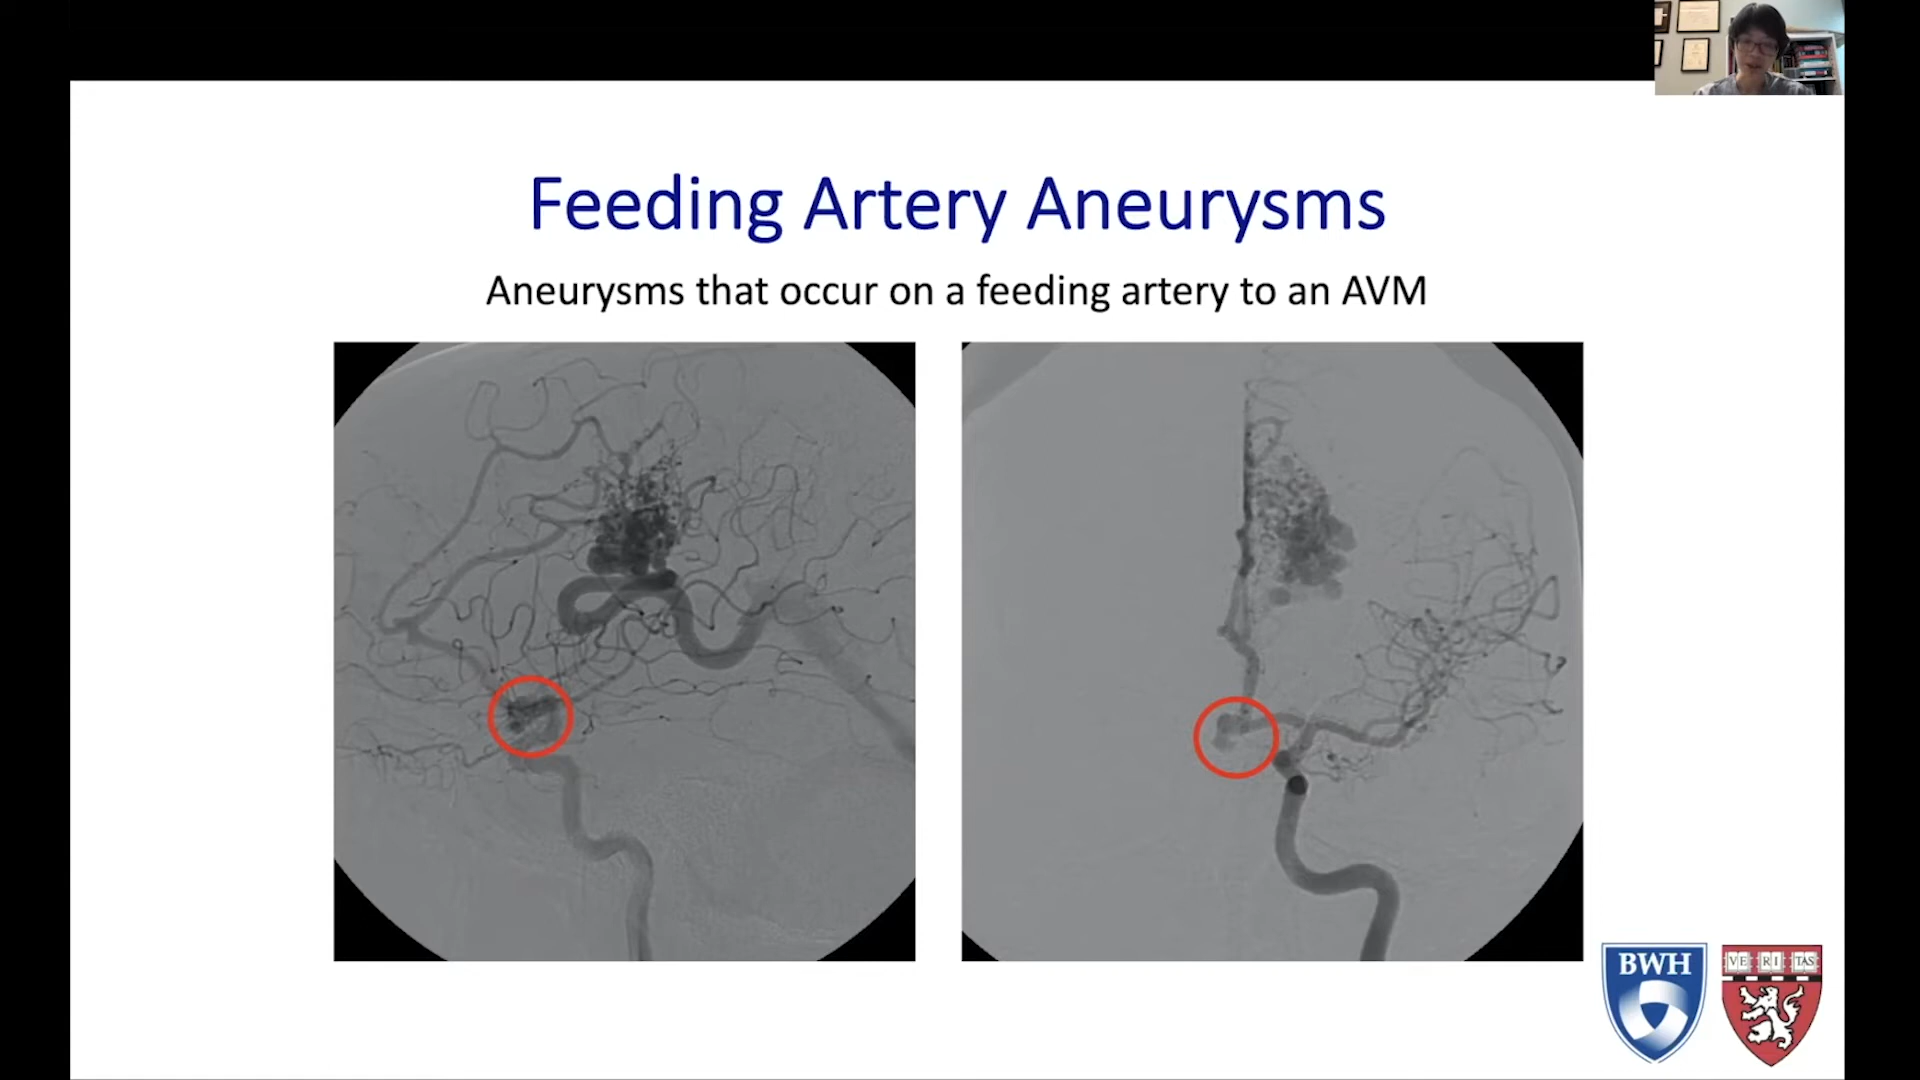 Feeding Artery Aneurysms
Aneurysms that occur on a feeding artery to an AVM
BWH
VE RI TAS